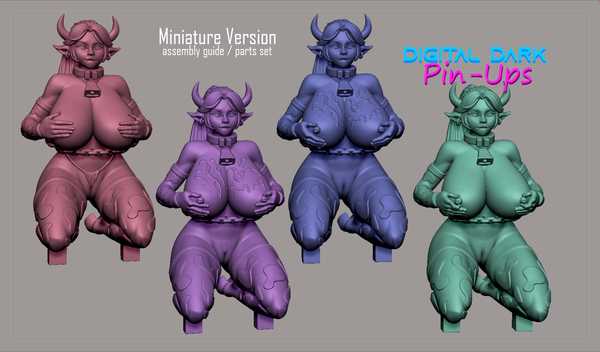 Miniature Version
assembly guide / parts set
DIGITAL DARK
Pin-Ups